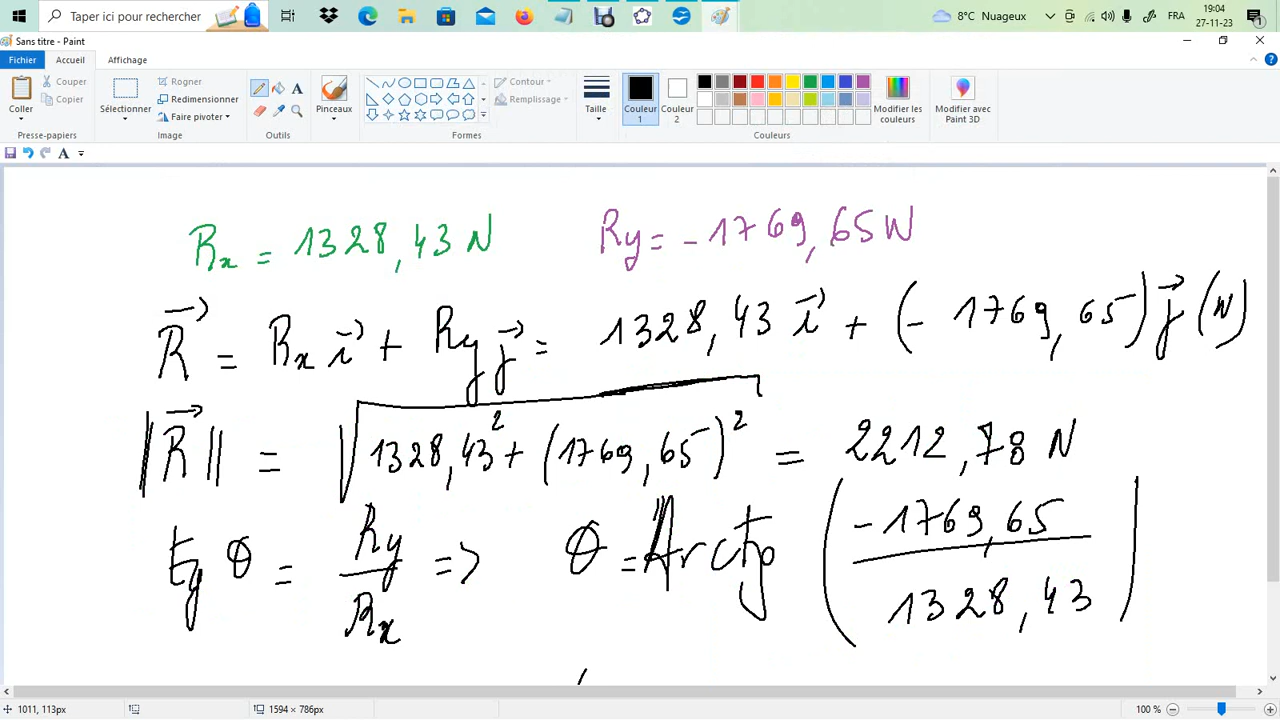 Taper ici pour rechercher
8°C Nuageux
FRA
19:04
27-11-23
1
Sans titre - Paint
Fichier Accueil Affichage
Coller
Couper
Copier
Presse-papiers
Sélectionner
Rogner
Redimensionner
Faire pivoter
Image
A
Outils
Pinceaux
Contour
Remplissage
Formes
Taille
Couleur 1
Couleur 2
Modifier les couleurs
Couleurs
Modifier avec Paint 3D
A
Rx = 1328,43 N Ry = -1769,65 N
R⃗ = Rx i⃗ + Ry j⃗ = 1328,43 i⃗ + (-1769,65) j⃗ (N)
‖R⃗‖ = √(1328,43² + (1769,65)²) = 2212,78 N
tg θ = Ry/Rx => θ = Arctg (-1769,65/1328,43)
1011, 113px
1594 × 786px
100 %